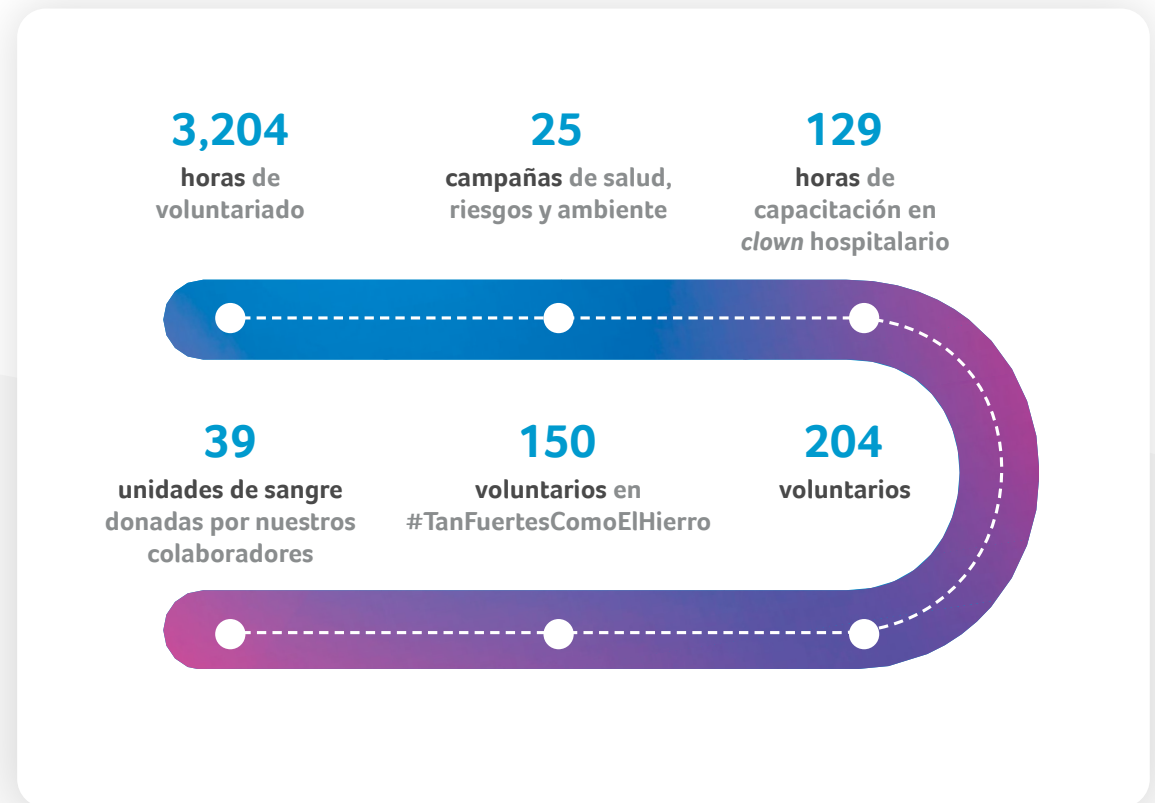 3,204
horas de
voluntariado
25
campañas de salud,
riesgos y ambiente
129
horas de
capacitación en
clown hospitalario
39
unidades de sangre
donadas por nuestros
colaboradores
150
voluntarios en
#TanFuertesComoElHierro
204
voluntarios